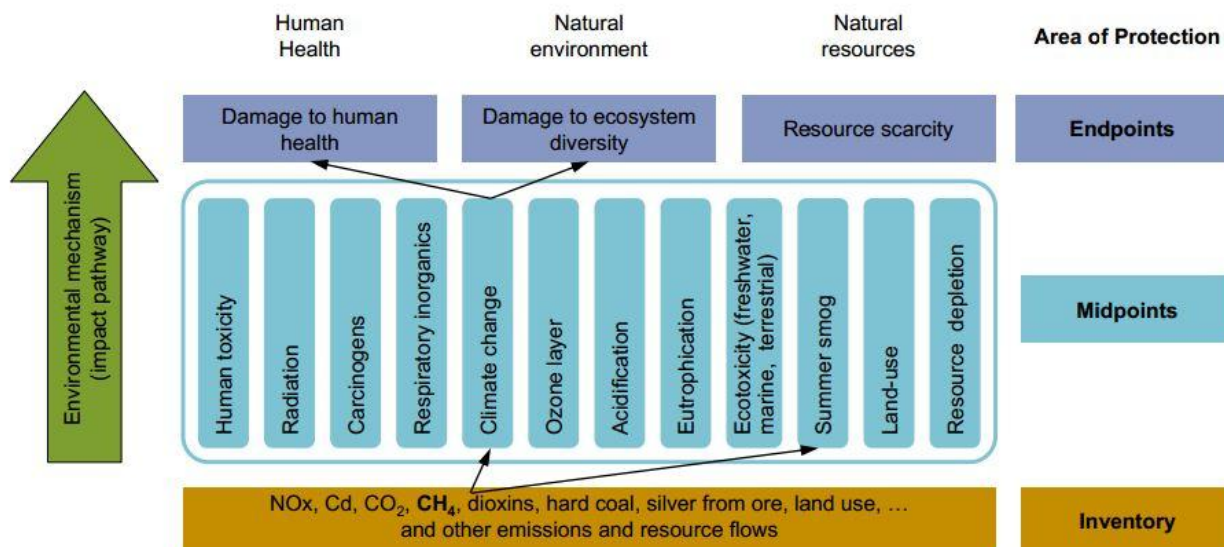 Human
Health
Natural
environment
Natural
resources
Area of Protection
Damage to human
health
Damage to ecosystem
diversity
Resource scarcity
Endpoints
Environmental mechanism
(impact pathway)
Human toxicity
Radiation
Carcinogens
Respiratory inorganics
Climate change
Ozone layer
Acidification
Eutrophication
Ecotoxicity (freshwater,
marine, terrestrial)
Summer smog
Land-use
Resource depletion
Midpoints
NOx, Cd, CO₂, CH₄, dioxins, hard coal, silver from ore, land use, …
and other emissions and resource flows
Inventory